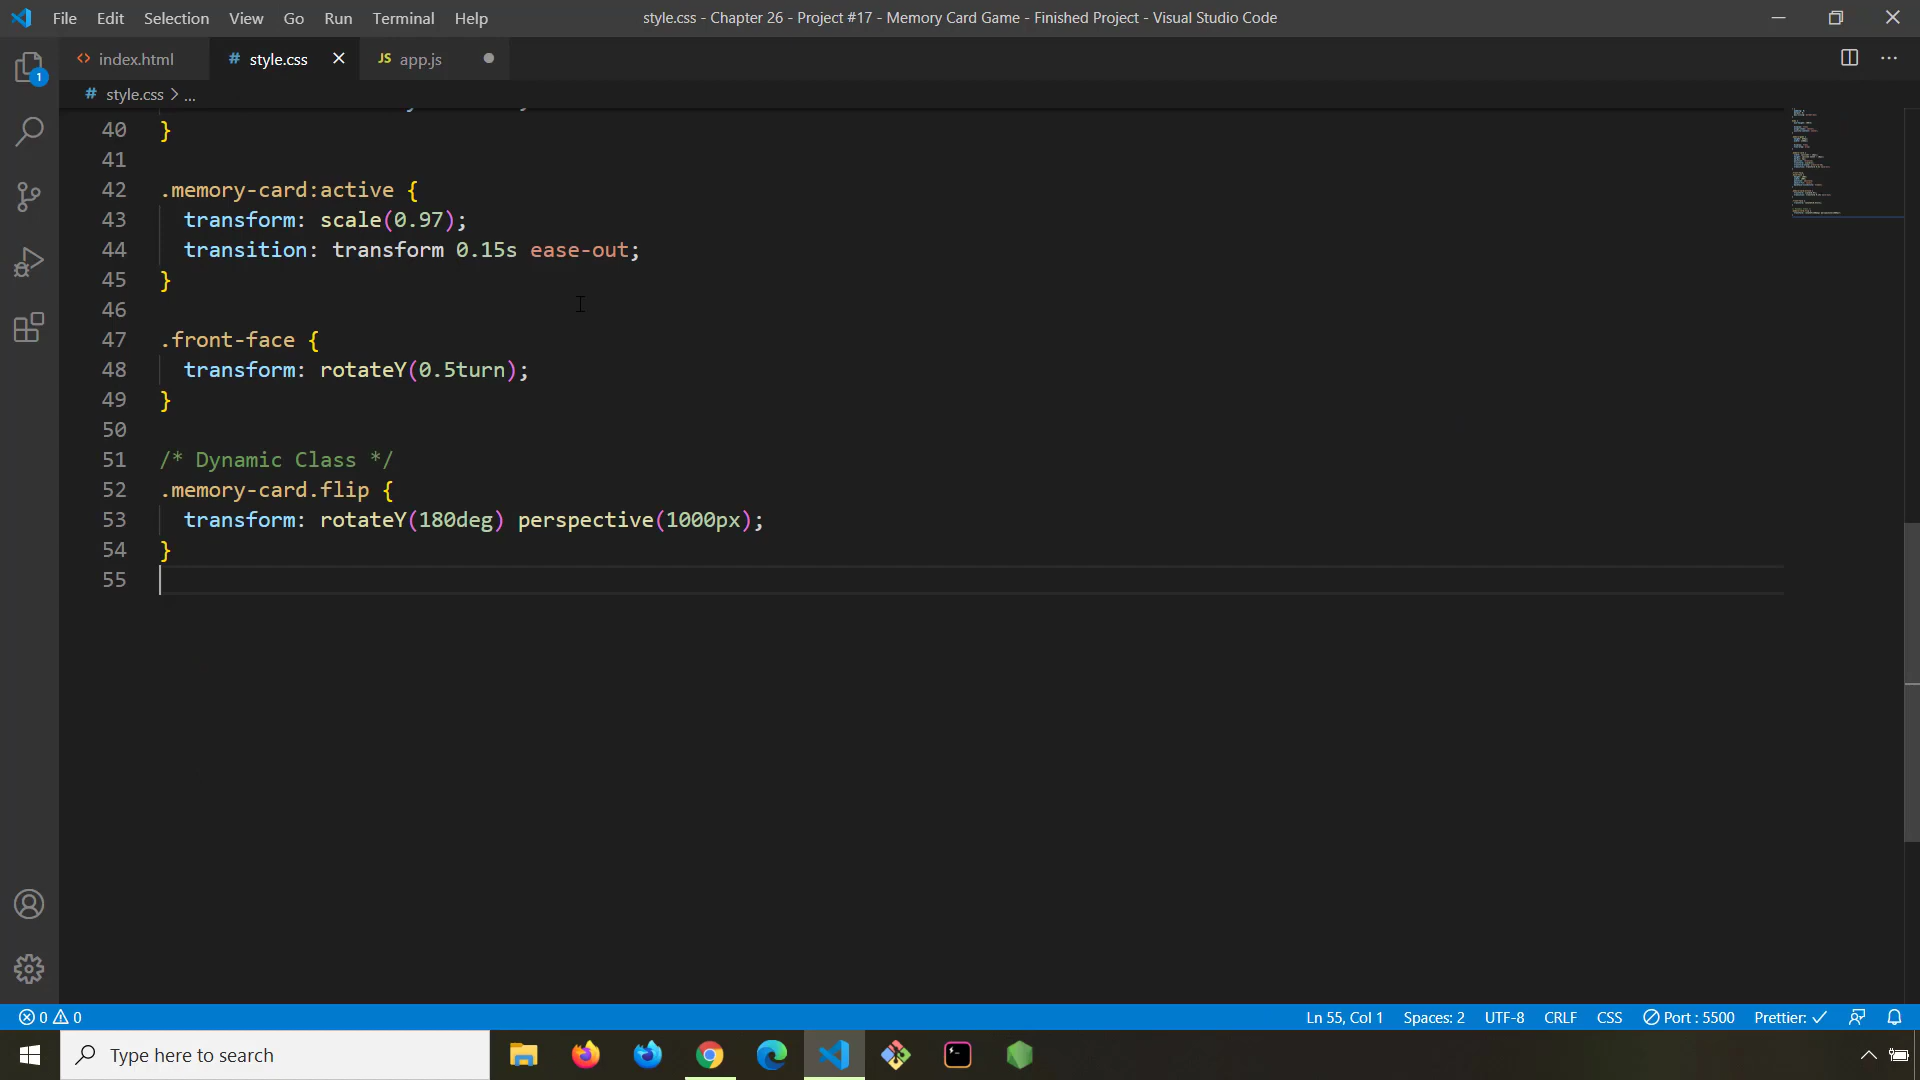 File Edit Selection View Go Run Terminal Help
style.css - Chapter 26 - Project #17 - Memory Card Game - Finished Project - Visual Studio Code
index.html
# style.css
JS app.js
1
# style.css > ...
40 }
41
42 .memory-card:active {
43 transform: scale(0.97);
44 transition: transform 0.15s ease-out;
45 }
46
47 .front-face {
48 transform: rotateY(0.5turn);
49 }
50
51 /* Dynamic Class */
52 .memory-card.flip {
53 transform: rotateY(180deg) perspective(1000px);
54 }
55
0 0
Ln 55, Col 1 Spaces: 2 UTF-8 CRLF CSS Port : 5500 Prettier: ✓
Type here to search